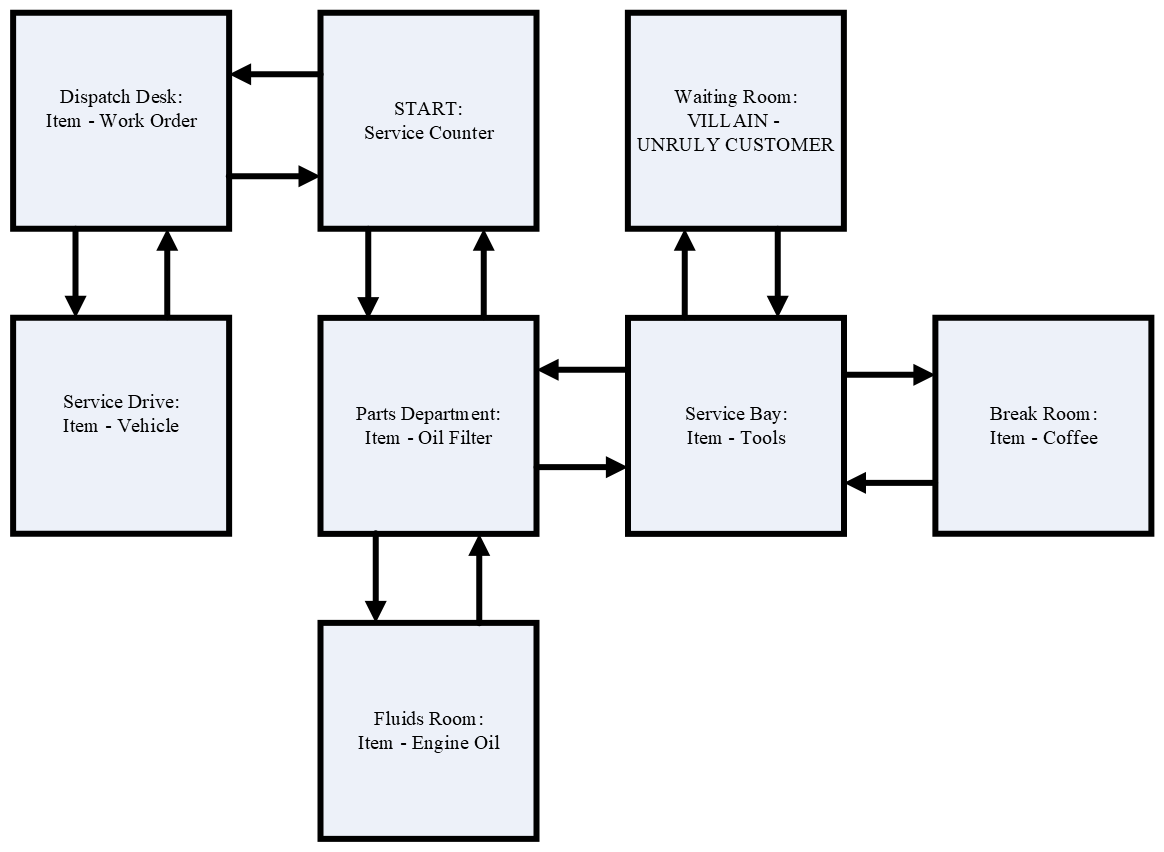 Dispatch Desk:
Item - Work Order
START:
Service Counter
Waiting Room:
VILLAIN -
UNRULY CUSTOMER
Service Drive:
Item - Vehicle
Parts Department:
Item - Oil Filter
Service Bay:
Item - Tools
Break Room:
Item - Coffee
Fluids Room:
Item - Engine Oil